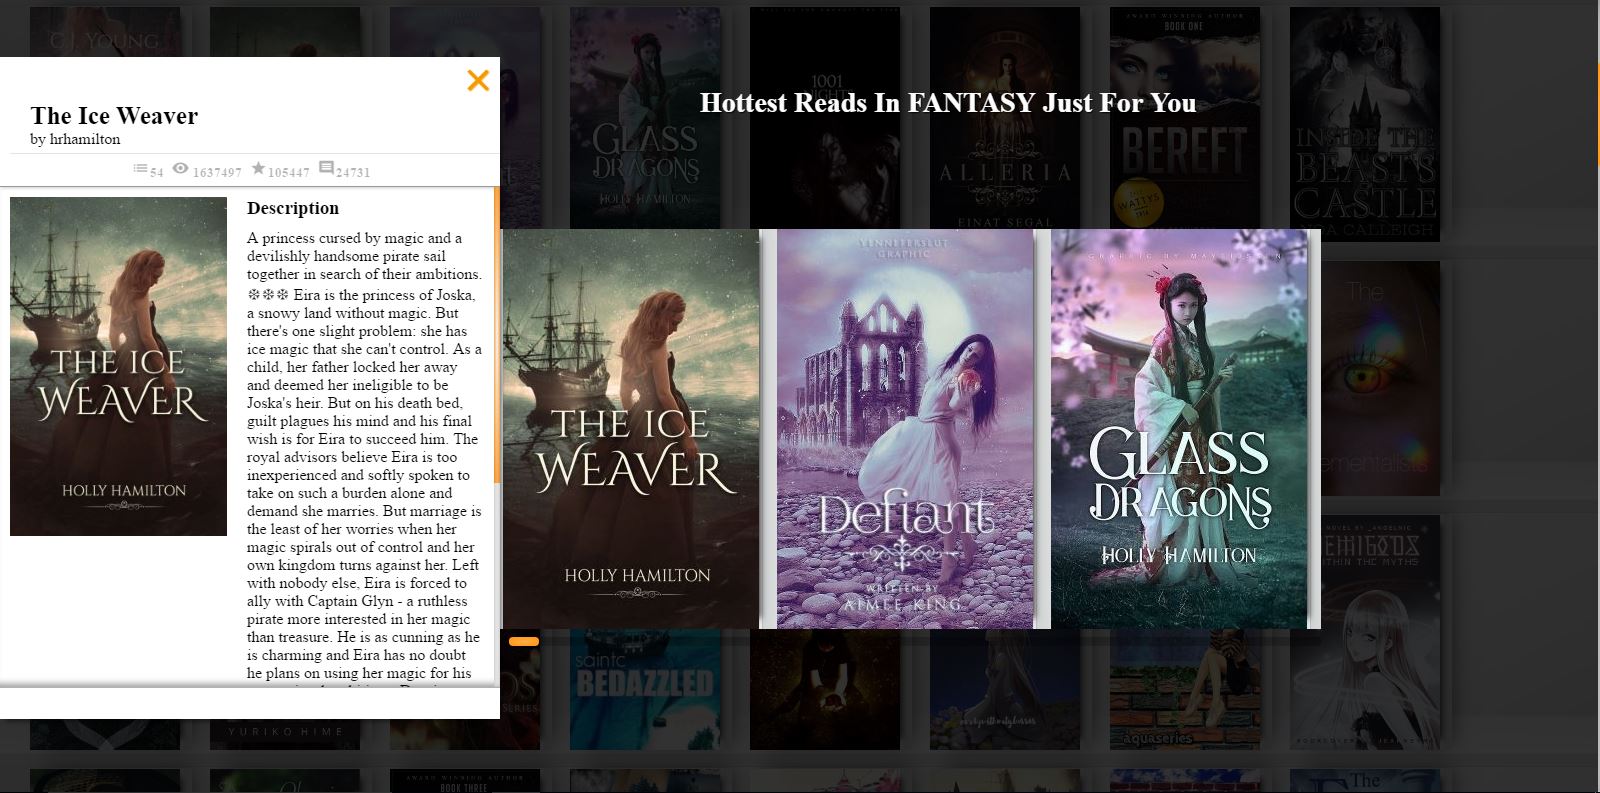 C.J. YOUNG
AWARD WINNING AUTHOR
BOOK ONE
1001
GLASS
DRAGONS
HOLLY HAMILTON
ALLERIA
EINAT SEGAL
BEREFT
THE
WATTYS
INSIDE THE
BEAST'S
CASTLE
Hottest Reads In FANTASY Just For You
The Ice Weaver
by hrhamilton
54 1637497 105447 24731
THE ICE
WEAVER
HOLLY HAMILTON
Description
A princess cursed by magic and a
devilishly handsome pirate sail
together in search of their ambitions.
❄❄❄ Eira is the princess of Joska,
a snowy land without magic. But
there's one slight problem: she has
ice magic that she can't control. As a
child, her father locked her away
and deemed her ineligible to be
Joska's heir. But on his death bed,
guilt plagues his mind and his final
wish is for Eira to succeed him. The
royal advisors believe Eira is too
inexperienced and softly spoken to
take on such a burden alone and
demand she marries. But marriage is
the least of her worries when her
magic spirals out of control and her
own kingdom turns against her. Left
with nobody else, Eira is forced to
ally with Captain Glyn - a ruthless
pirate more interested in her magic
than treasure. He is as cunning as he
is charming and Eira has no doubt
he plans on using her magic for his
THE ICE
WEAVER
HOLLY HAMILTON
VENNEFERSLUT
GRAPHIC
Defiant
WRITTEN BY
AIMEE KING
GLASS
DRAGONS
HOLLY HAMILTON
The
ementalists
EMIGODS
ITHIN THE MYTHS
SERIES
YURIKO HIME
saintc
BEDAZZLED
aquaseries
AWARD WINNING AUTHOR
BOOK THREE
The